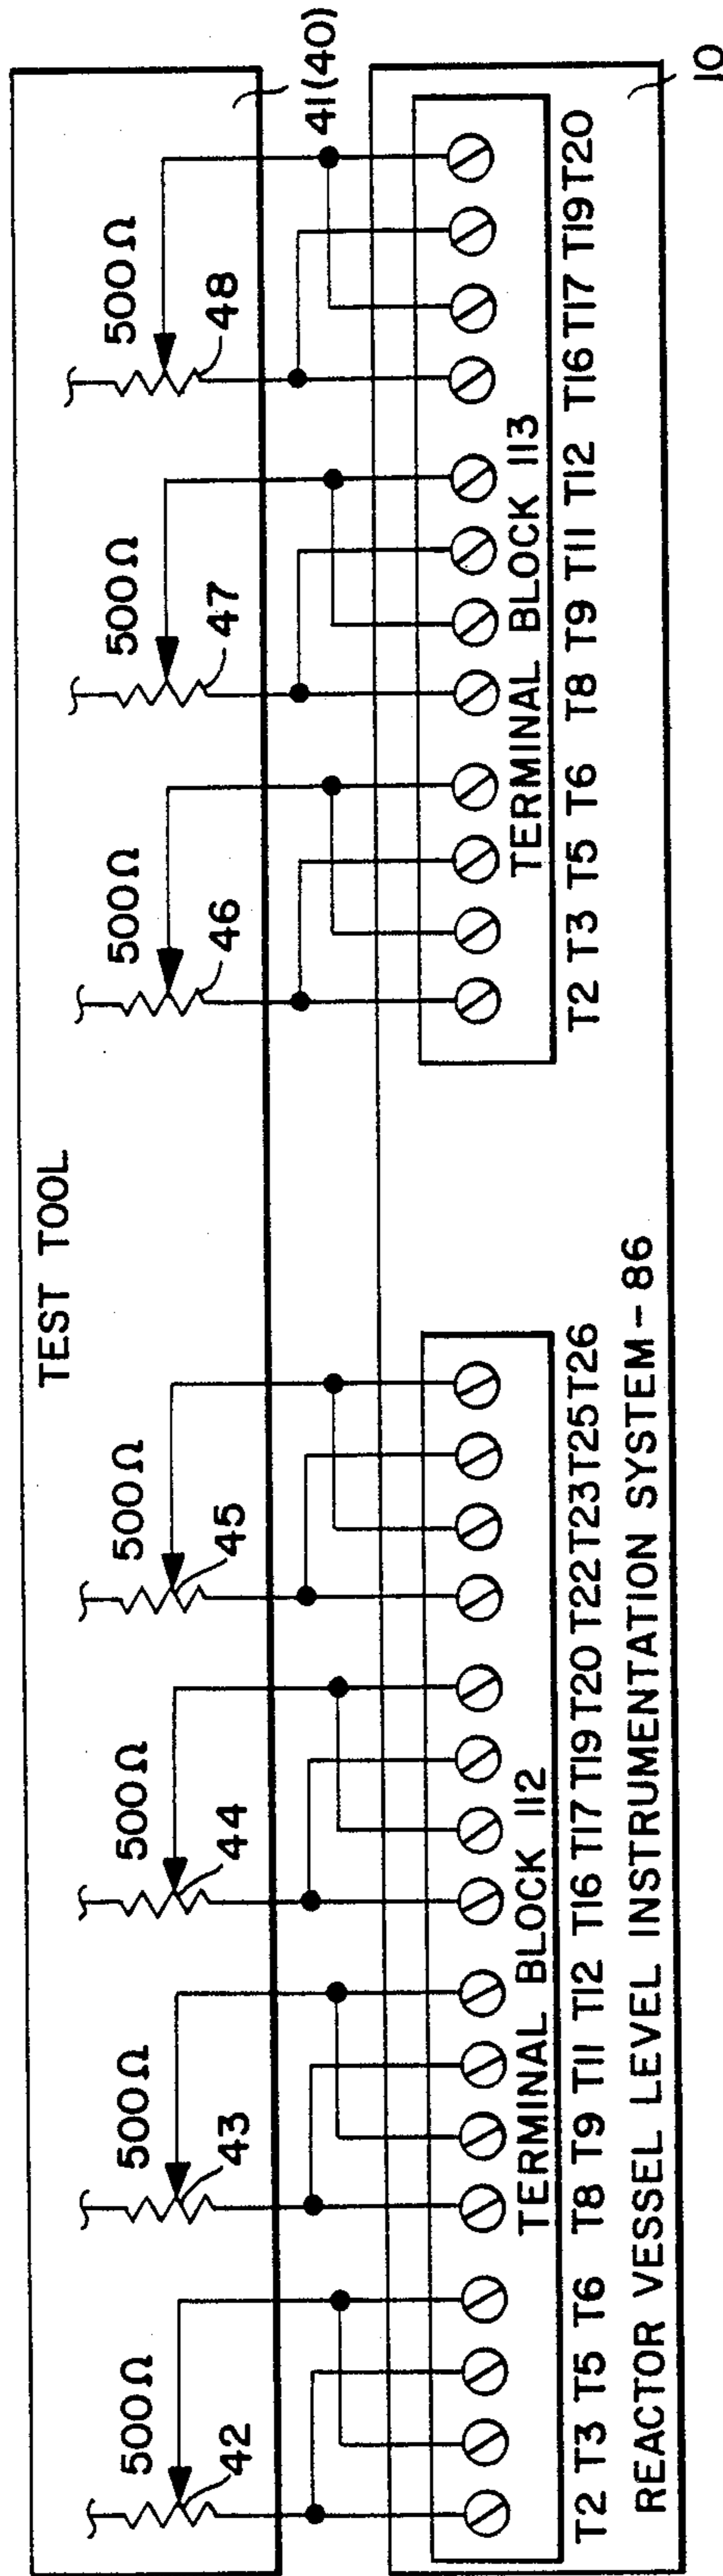 TEST TOOL
500Ω 500Ω 500Ω 500Ω 500Ω 500Ω 500Ω
42 43 44 45 46 47 48
41(40)
TERMINAL BLOCK 112
TERMINAL BLOCK 113
T2 T3 T5 T6 T8 T9 T11 T12 T16 T17 T19 T20 T22 T23 T25 T26
T2 T3 T5 T6 T8 T9 T11 T12 T16 T17 T19 T20
REACTOR VESSEL LEVEL INSTRUMENTATION SYSTEM-86
10